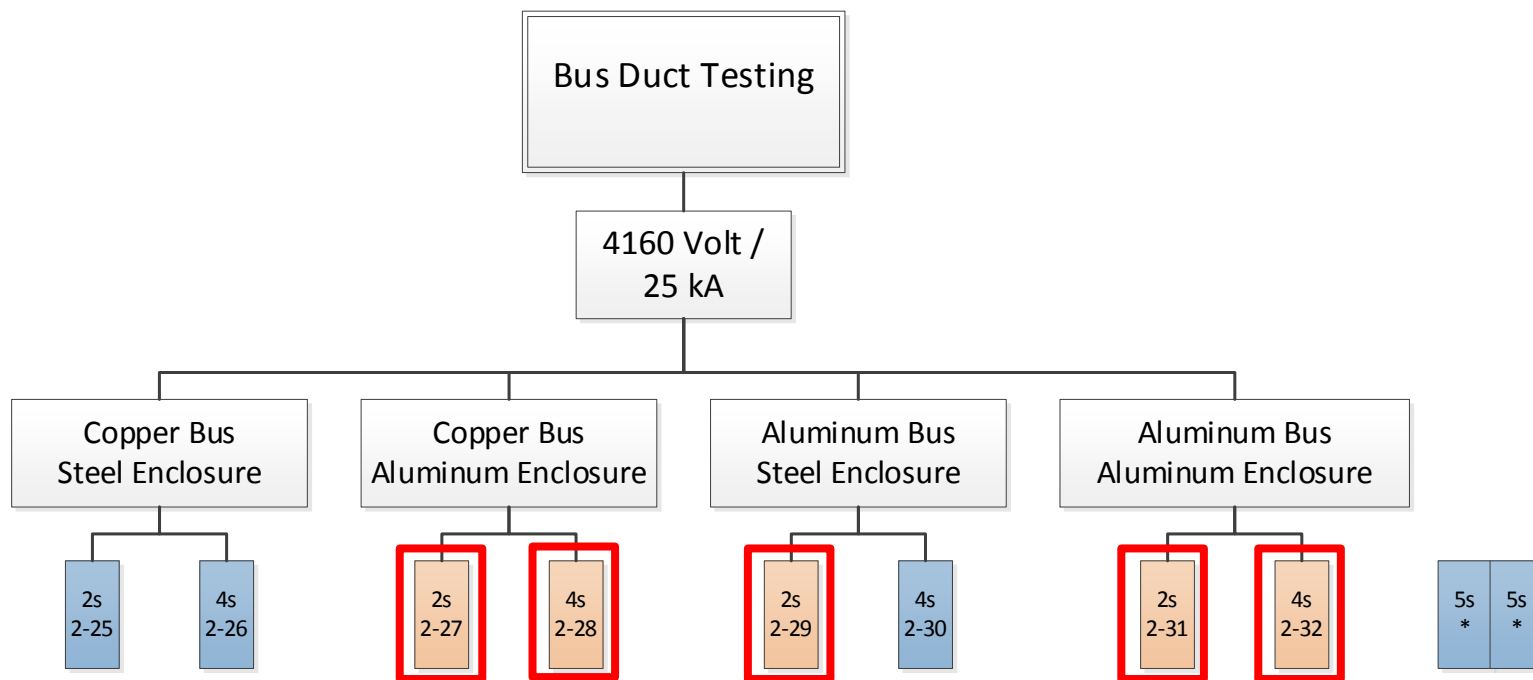 Bus Duct Testing
4160 Volt /
25 kA
Copper Bus
Steel Enclosure
Copper Bus
Aluminum Enclosure
Aluminum Bus
Steel Enclosure
Aluminum Bus
Aluminum Enclosure
2s
2-25
4s
2-26
2s
2-27
4s
2-28
2s
2-29
4s
2-30
2s
2-31
4s
2-32
5s
*
5s
*